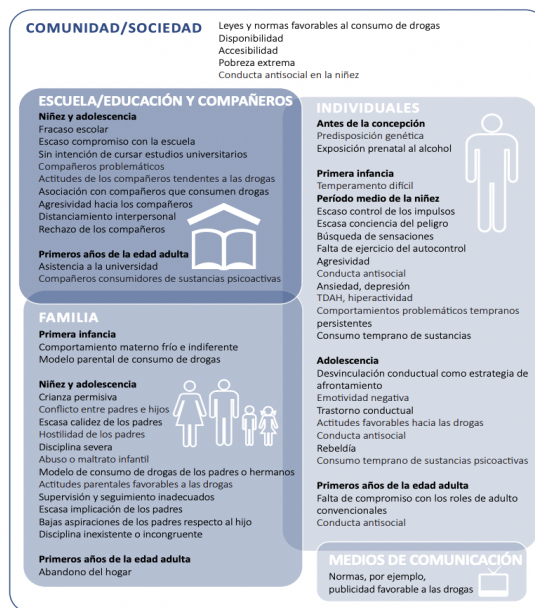 COMUNIDAD/SOCIEDAD
Leyes y normas favorables al consumo de drogas
Disponibilidad
Accesibilidad
Pobreza extrema
Conducta antisocial en la niñez
ESCUELA/EDUCACIÓN Y COMPAÑEROS
Niñez y adolescencia
Fracaso escolar
Escaso compromiso con la escuela
Sin intención de cursar estudios universitarios
Compañeros problemáticos
Actitudes de los compañeros tendentes a las drogas
Asociación con compañeros que consumen drogas
Agresividad hacia los compañeros
Distanciamiento interpersonal
Rechazo de los compañeros
Primeros años de la edad adulta
Asistencia a la universidad
Compañeros consumidores de sustancias psicoactivas
FAMILIA
Primera infancia
Comportamiento materno frío e indiferente
Modelo parental de consumo de drogas
Niñez y adolescencia
Crianza permisiva
Conflicto entre padres e hijos
Escasa calidez de los padres
Hostilidad de los padres
Disciplina severa
Abuso o maltrato infantil
Modelo de consumo de drogas de los padres o hermanos
Actitudes parentales favorables a las drogas
Supervisión y seguimiento inadecuados
Escasa implicación de los padres
Bajas aspiraciones de los padres respecto al hijo
Disciplina inexistente o incongruente
Primeros años de la edad adulta
Abandono del hogar
INDIVIDUALES
Antes de la concepción
Predisposición genética
Exposición prenatal al alcohol
Primera infancia
Temperamento difícil
Período medio de la niñez
Escaso control de los impulsos
Escasa conciencia del peligro
Búsqueda de sensaciones
Falta de ejercicio del autocontrol
Agresividad
Conducta antisocial
Ansiedad, depresión
TDAH, hiperactividad
Comportamientos problemáticos tempranos
persistentes
Consumo temprano de sustancias
Adolescencia
Desvinculación conductual como estrategia de
afrontamiento
Emotividad negativa
Trastorno conductual
Actitudes favorables hacia las drogas
Conducta antisocial
Rebeldía
Consumo temprano de sustancias psicoactivas
Primeros años de la edad adulta
Falta de compromiso con los roles de adulto
convencionales
Conducta antisocial
MEDIOS DE COMUNICACIÓN
Normas, por ejemplo,
publicidad favorable a las drogas